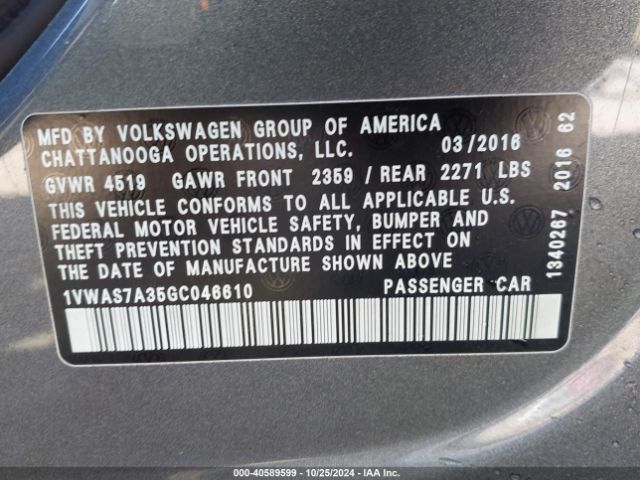 MFD BY VOLKSWAGEN GROUP OF AMERICA
CHATTANOOGA OPERATIONS, LLC. 03/2016
GVWR 4519 GAWR FRONT 2359 / REAR 2271 LBS
THIS VEHICLE CONFORMS TO ALL APPLICABLE U.S.
FEDERAL MOTOR VEHICLE SAFETY, BUMPER AND
THEFT PREVENTION STANDARDS IN EFFECT ON
THE DATE OF MANUFACTURE SHOWN ABOVE
1VWAS7A35GC046610 PASSENGER CAR
1340267 2016 62
00-40589599 - 10/25/2024 - IAA Inc.